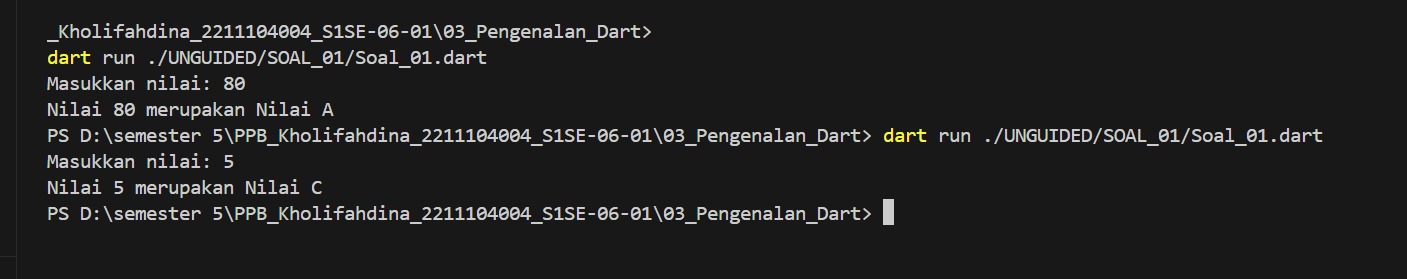 _Kholifahdina_2211104004_S1SE-06-01\03_Pengenalan_Dart>
dart run ./UNGUIDED/SOAL_01/Soal_01.dart
Masukkan nilai: 80
Nilai 80 merupakan Nilai A
PS D:\semester 5\PPB_Kholifahdina_2211104004_S1SE-06-01\03_Pengenalan_Dart> dart run ./UNGUIDED/SOAL_01/Soal_01.dart
Masukkan nilai: 5
Nilai 5 merupakan Nilai C
PS D:\semester 5\PPB_Kholifahdina_2211104004_S1SE-06-01\03_Pengenalan_Dart>